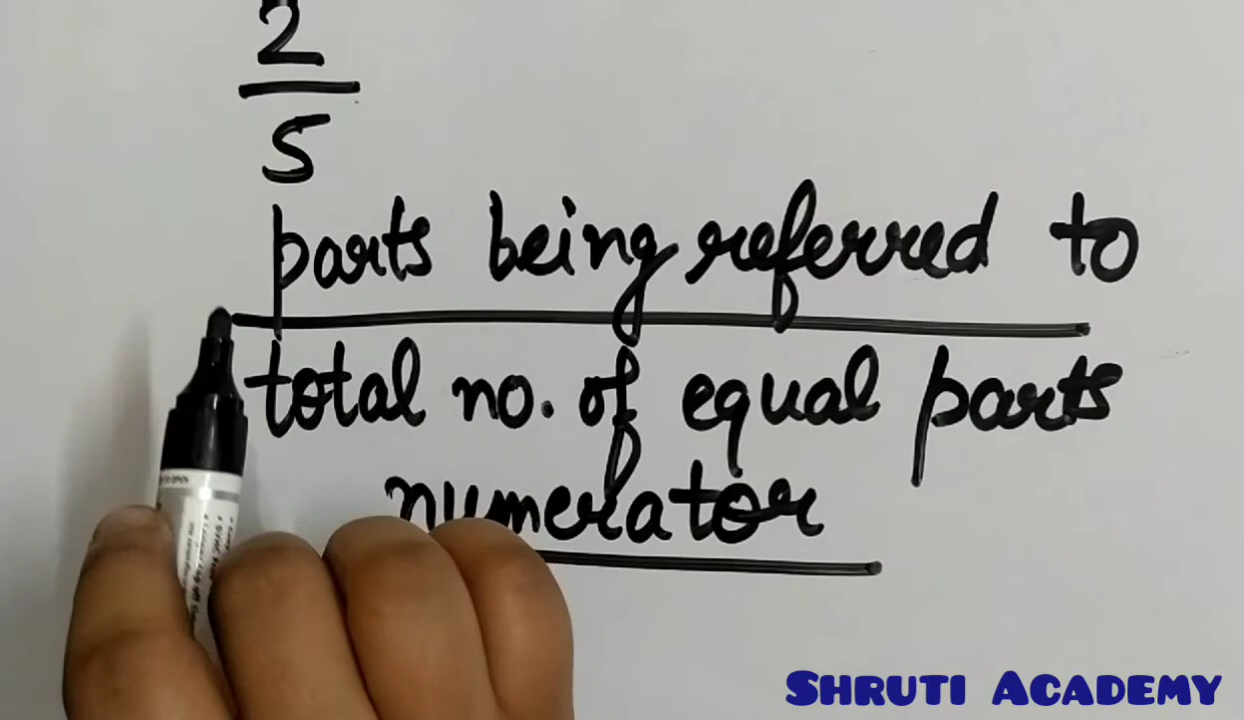 2
5
parts being referred to
total no. of equal parts
numerator
SHRUTI ACADEMY